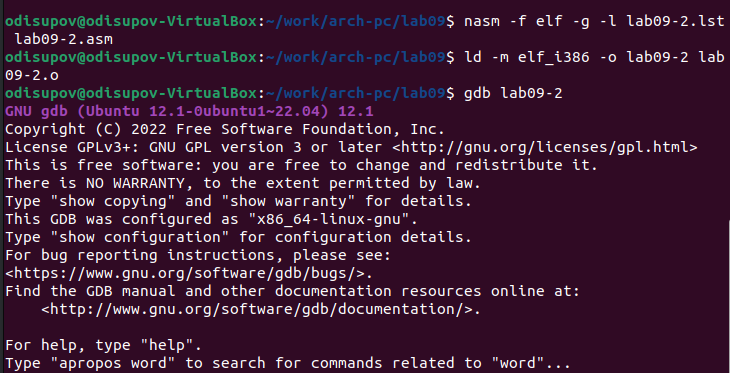 odisupov@odisupov-VirtualBox:~/work/arch-pc/lab09$ nasm -f elf -g -l lab09-2.lst
 lab09-2.asm
odisupov@odisupov-VirtualBox:~/work/arch-pc/lab09$ ld -m elf_i386 -o lab09-2 lab
09-2.o
odisupov@odisupov-VirtualBox:~/work/arch-pc/lab09$ gdb lab09-2
GNU gdb (Ubuntu 12.1-0ubuntu1~22.04) 12.1
Copyright (C) 2022 Free Software Foundation, Inc.
License GPLv3+: GNU GPL version 3 or later <http://gnu.org/licenses/gpl.html>
This is free software: you are free to change and redistribute it.
There is NO WARRANTY, to the extent permitted by law.
Type "show copying" and "show warranty" for details.
This GDB was configured as "x86_64-linux-gnu".
Type "show configuration" for configuration details.
For bug reporting instructions, please see:
<https://www.gnu.org/software/gdb/bugs/>.
Find the GDB manual and other documentation resources online at:
    <http://www.gnu.org/software/gdb/documentation/>.

For help, type "help".
Type "apropos word" to search for commands related to "word"...